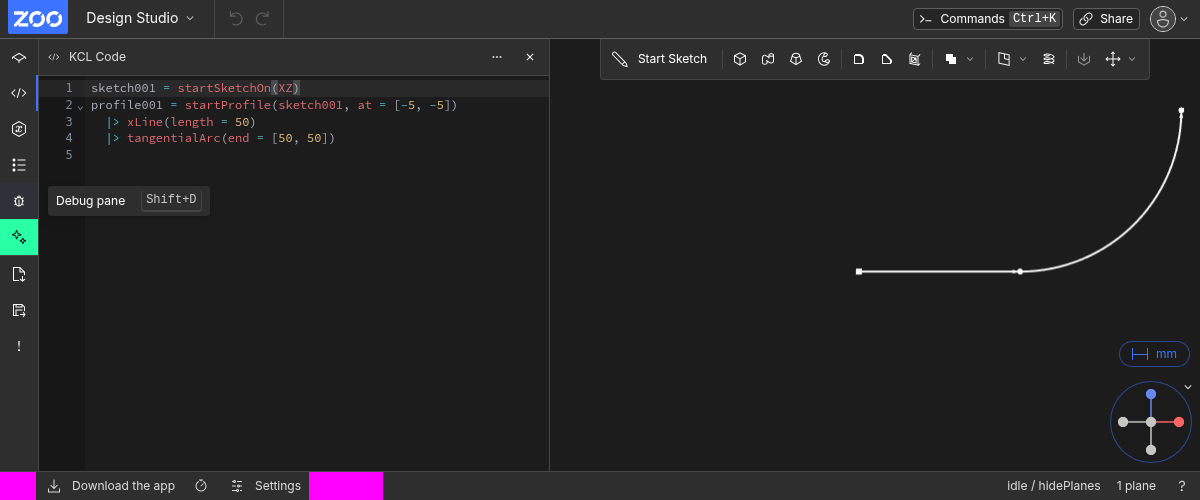 ZOO Design Studio Commands Ctrl+K Share
KCL Code
Start Sketch
1 sketch001 = startSketchOn(XZ)
2 profile001 = startProfile(sketch001, at = [-5, -5])
3 |> xLine(length = 50)
4 |> tangentialArc(end = [50, 50])
5
Debug pane Shift+D
mm
Download the app Settings idle / hidePlanes 1 plane ?